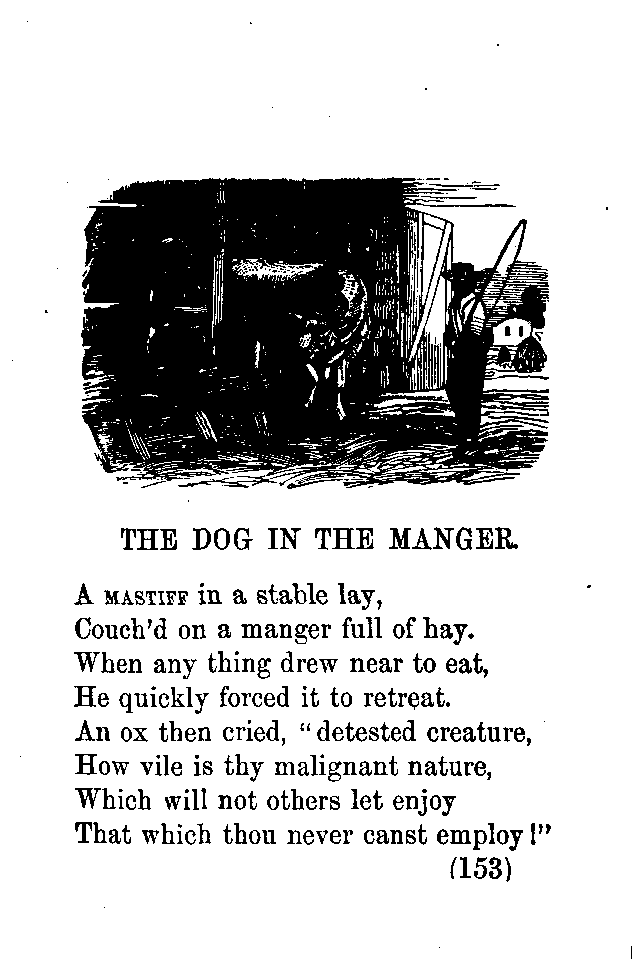 THE DOG IN THE MANGER.
A MASTIFF in a stable lay,
Couch'd on a manger full of hay.
When any thing drew near to eat,
He quickly forced it to retreat.
An ox then cried, "detested creature,
How vile is thy malignant nature,
Which will not others let enjoy
That which thou never canst employ!"
(153)